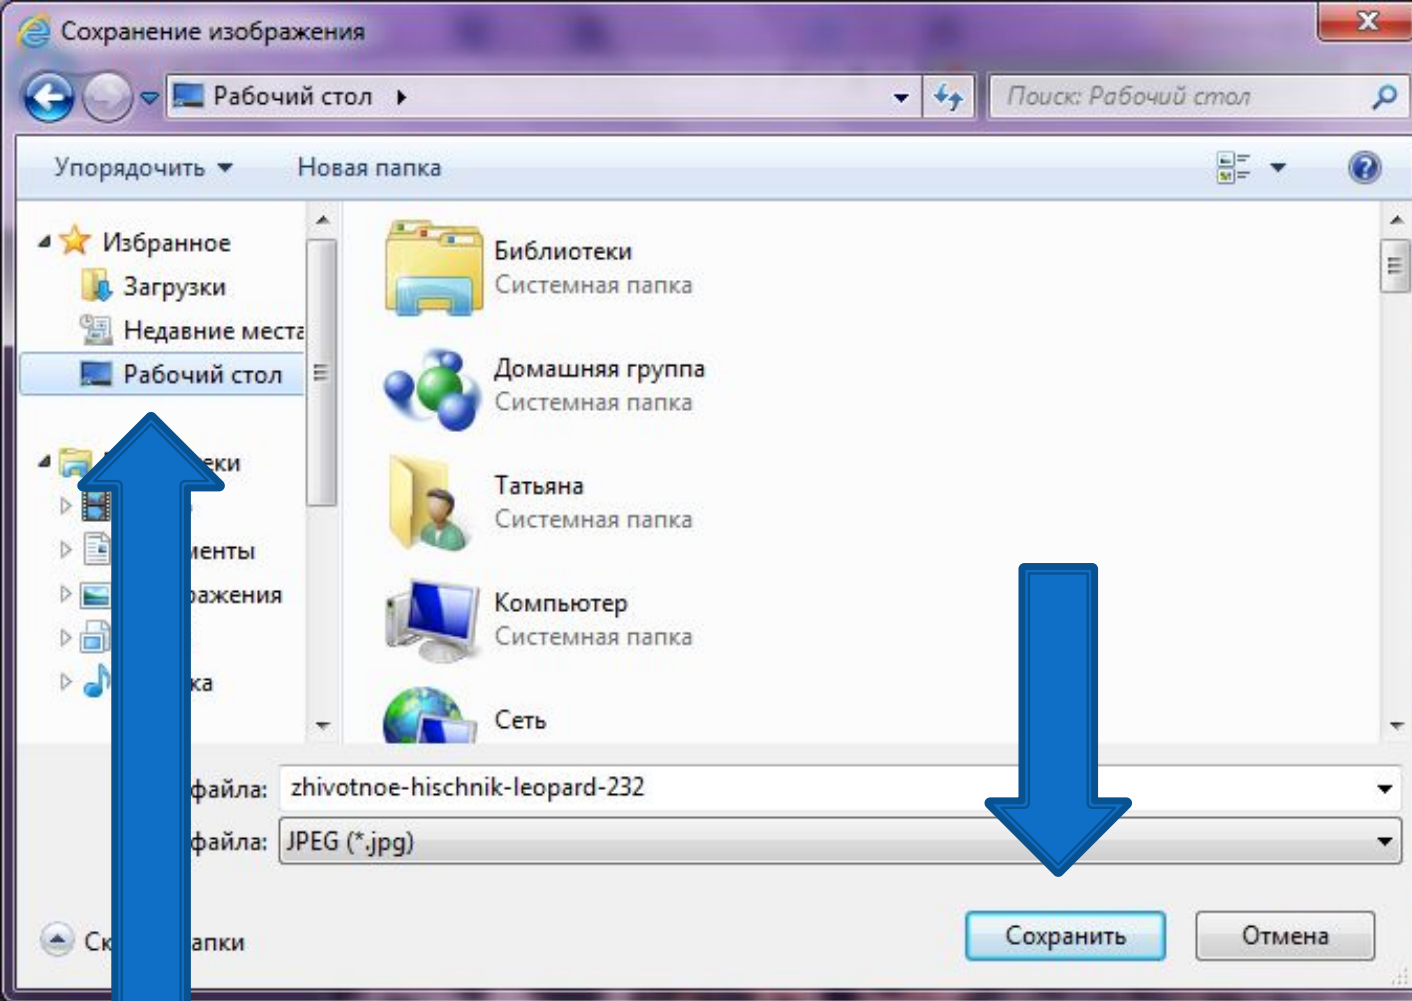 Сохранение изображения
Рабочий стол
Поиск: Рабочий стол
Упорядочить
Новая папка
Избранное
Загрузки
Недавние места
Рабочий стол
Библиотеки
Системная папка
Домашняя группа
Системная папка
Татьяна
Системная папка
Компьютер
Системная папка
Сеть
файла: zhivotnoe-hischnik-leopard-232
файла: JPEG (*.jpg)
Сохранить
Отмена